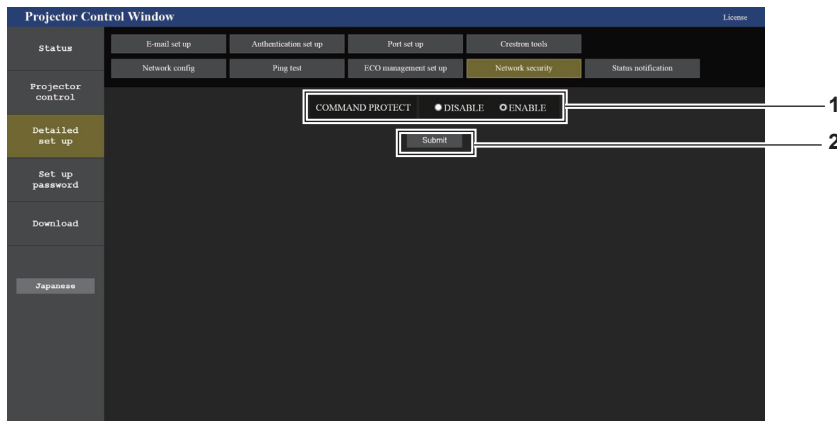 Projector Control Window
License
Status
E-mail set up
Authentication set up
Port set up
Crestron tools
Network config
Ping test
ECO management set up
Network security
Status notification
Projector
control
COMMAND PROTECT DISABLE ENABLE
1
Detailed
set up
Submit
2
Set up
password
Download
Japanese